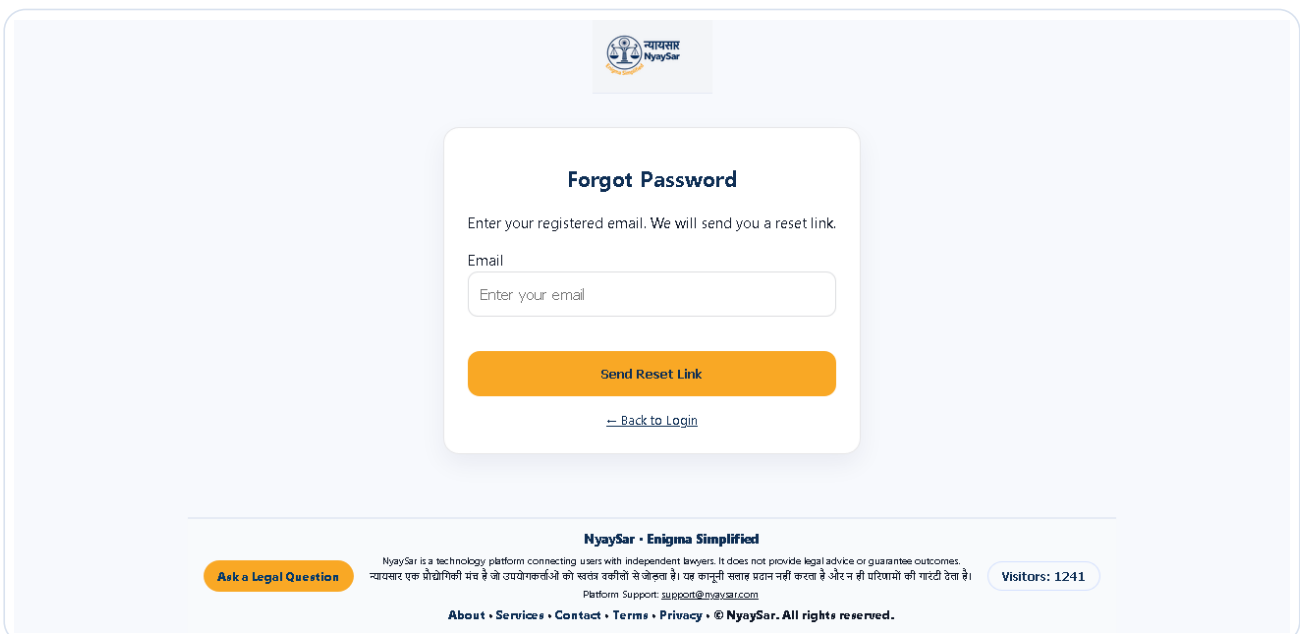 न्यायसार
NyaySar
Enigma Simplified
Forgot Password
Enter your registered email. We will send you a reset link.
Email
Enter your email
Send Reset Link
← Back to Login
NyaySar • Enigma Simplified
NyaySar is a technology platform connecting users with independent lawyers. It does not provide legal advice or guarantee outcomes.
Ask a Legal Question
न्यायसार एक प्रौद्योगिकी मंच है जो उपयोगकर्ताओं को स्वतंत्र वकीलों से जोड़ता है। यह कानूनी सलाह प्रदान नहीं करता है और न ही परिणामों की गारंटी देता है।
Visitors: 1241
Platform Support: support@nyaysar.com
About • Services • Contact • Terms • Privacy • © NyaySar. All rights reserved.